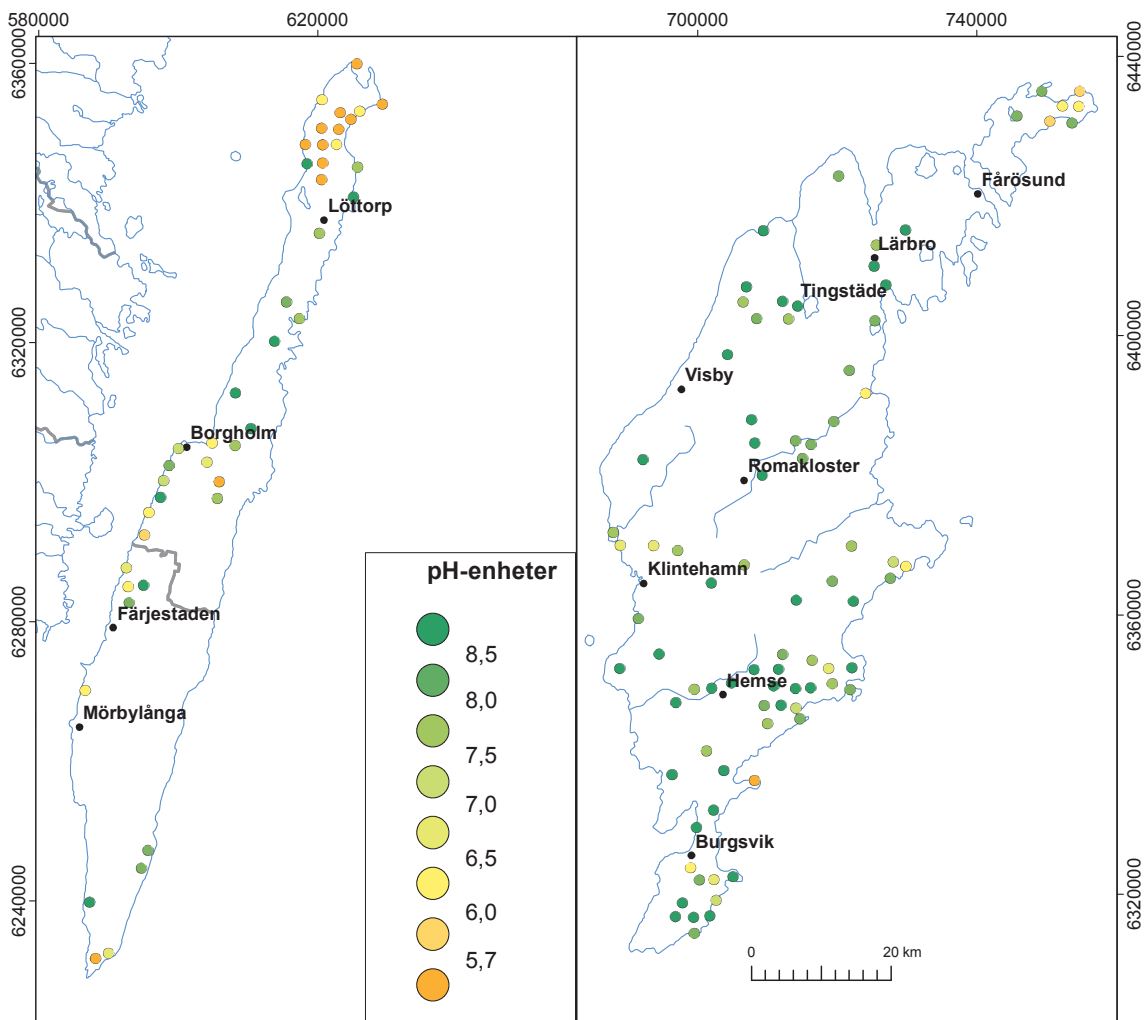 580000
620000
700000
740000
6360000
6320000
6280000
6240000
6440000
6400000
6360000
6320000
Löttorp
Borgholm
Färjestaden
Mörbylånga
Fårösund
Lärbro
Tingstäde
Visby
Romakloster
Klintehamn
Hemse
Burgsvik
pH-enheter
8,5
8,0
7,5
7,0
6,5
6,0
5,7
0
20 km